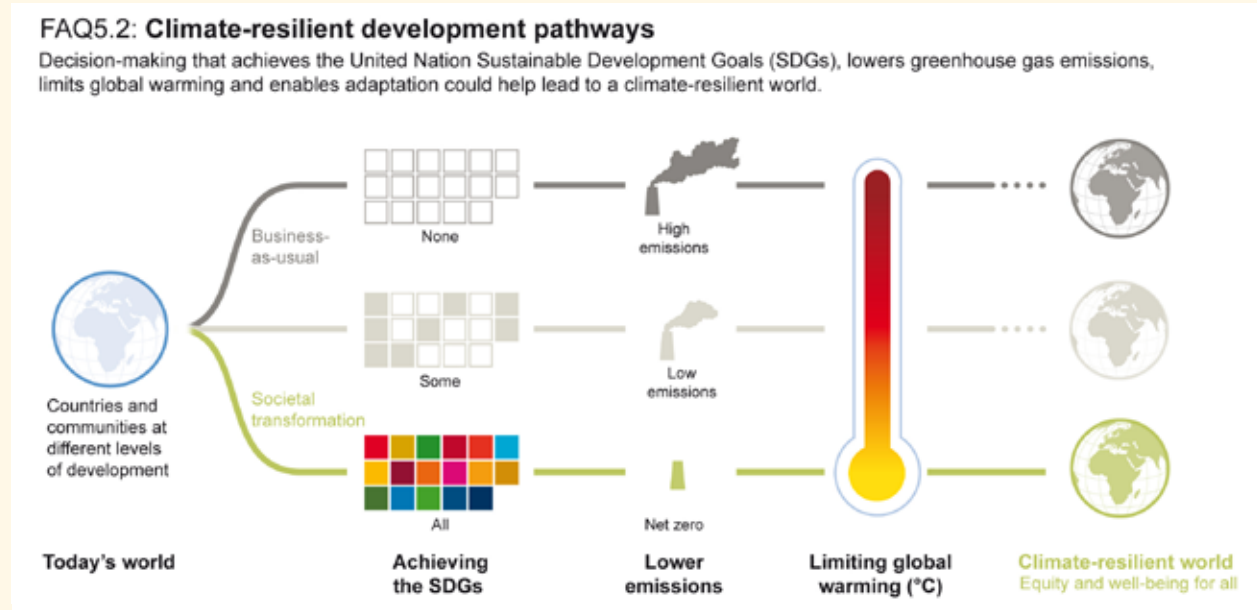 FAQ5.2: Climate-resilient development pathways
Decision-making that achieves the United Nation Sustainable Development Goals (SDGs), lowers greenhouse gas emissions,
limits global warming and enables adaptation could help lead to a climate-resilient world.
Business-
as-usual
None
High
emissions
Some
Low
emissions
Countries and
communities at
different levels
of development
Societal
transformation
All
Net zero
Today's world
Achieving
the SDGs
Lower
emissions
Limiting global
warming (°C)
Climate-resilient world
Equity and well-being for all